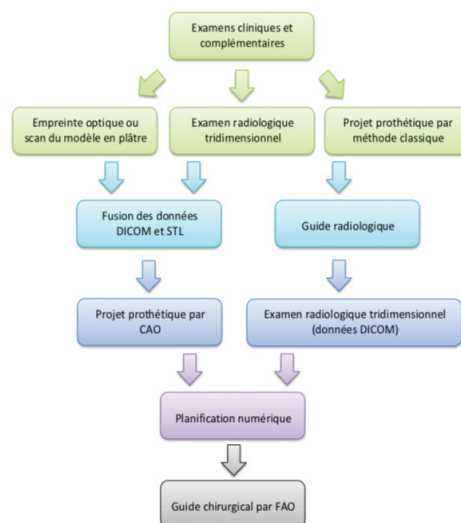 Examens cliniques et
complémentaires
Empreinte optique ou
scan du modèle en plâtre
Examen radiologique
tridimensionnel
Projet prothétique par
méthode classique
Fusion des données
DICOM et STL
Guide radiologique
Projet prothétique par
CAO
Examen radiologique tridimensionnel
(données DICOM)
Planification numérique
Guide chirurgical par FAO